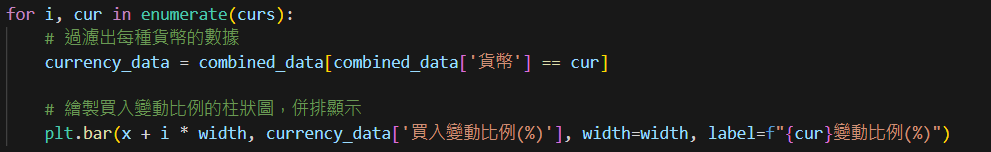 for i, cur in enumerate(curs):
    # 過濾出每種貨幣的數據
    currency_data = combined_data[combined_data['貨幣'] == cur]

    # 繪製買入變動比例的柱狀圖，併排顯示
    plt.bar(x + i * width, currency_data['買入變動比例(%)'], width=width, label=f"{cur}變動比例(%)")